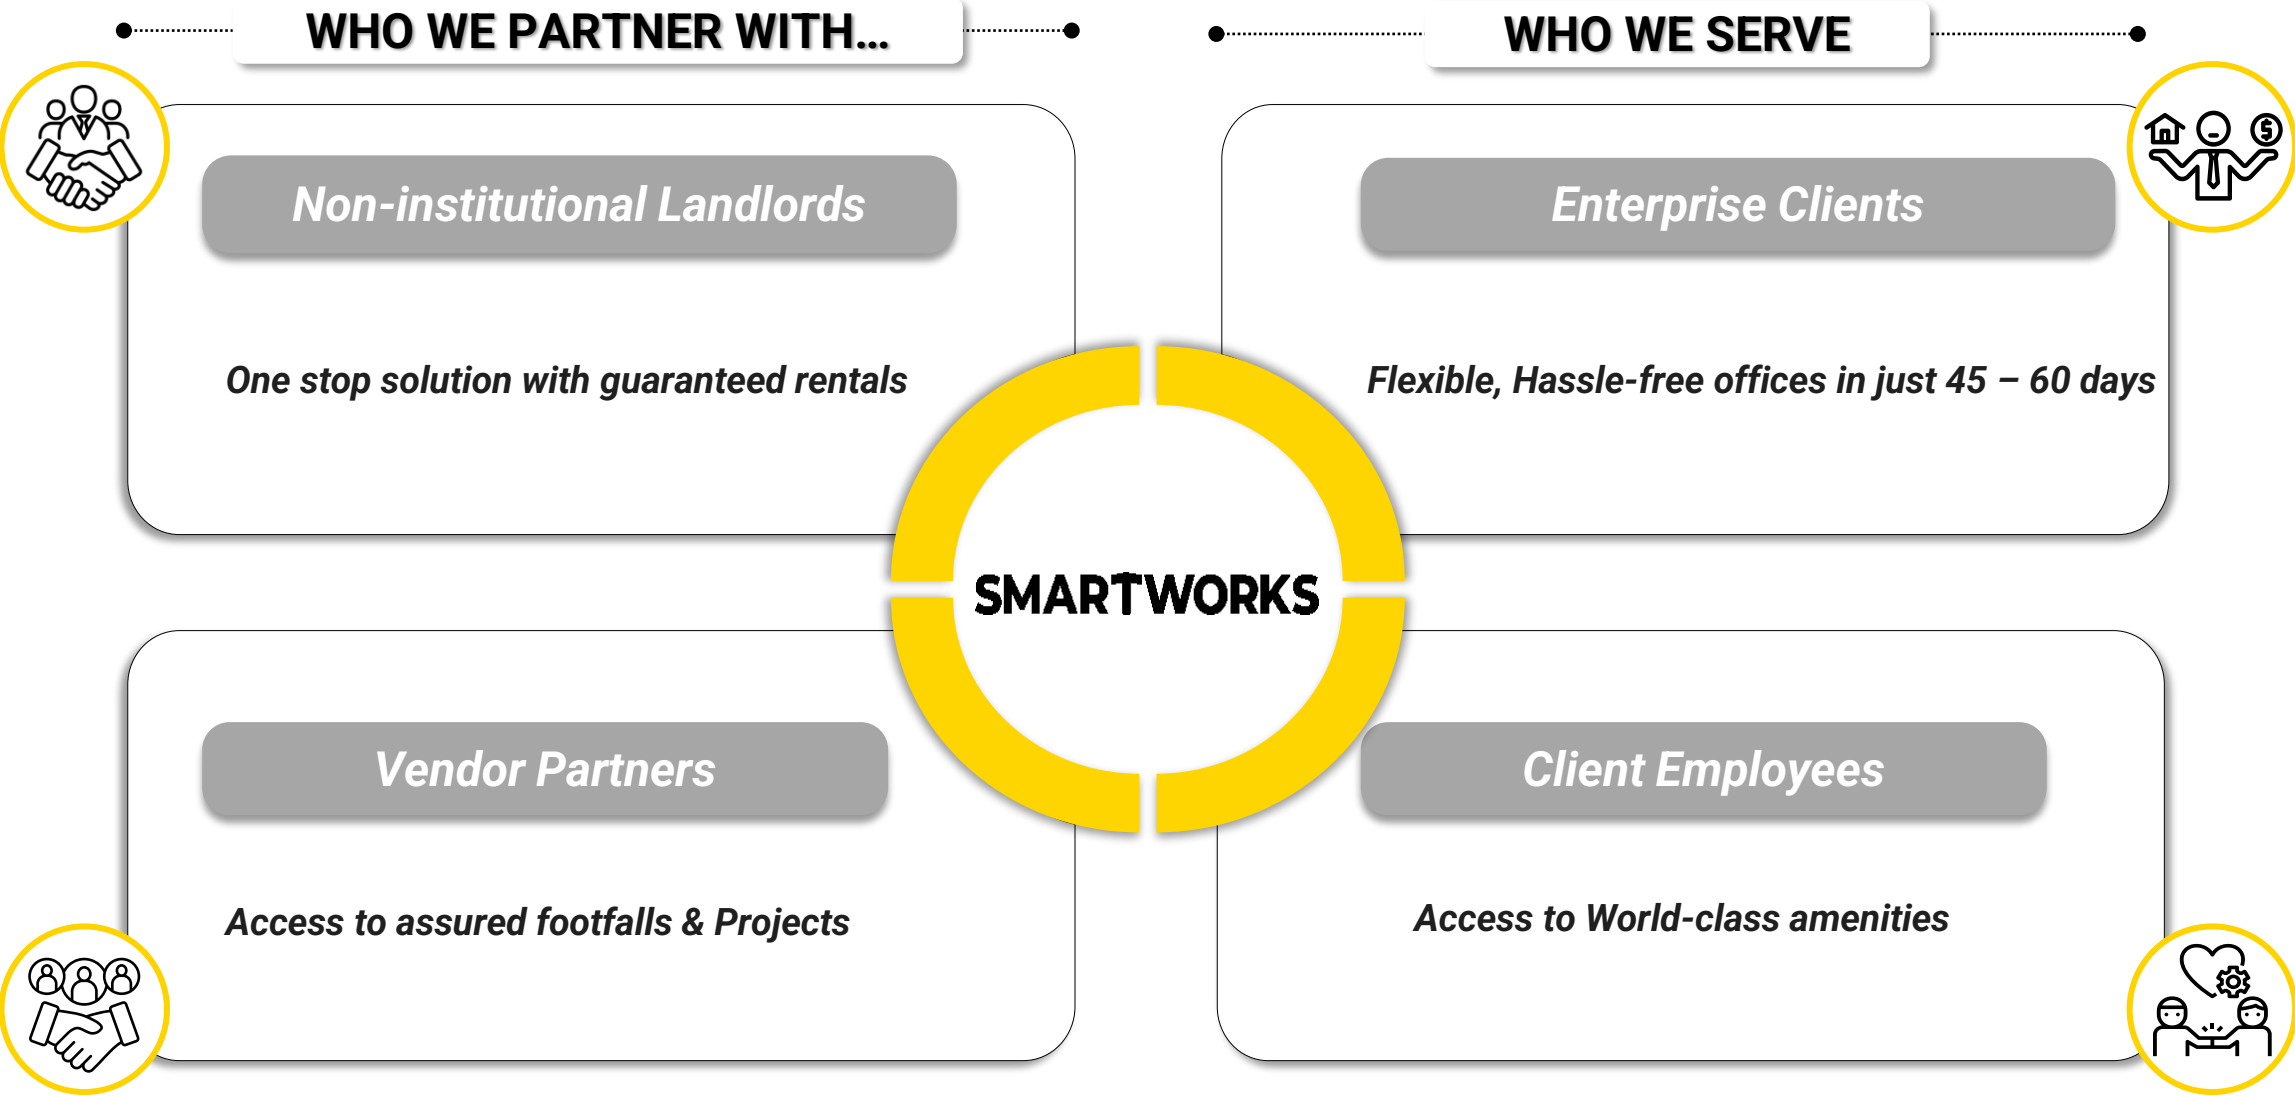 WHO WE PARTNER WITH...
WHO WE SERVE
Non-institutional Landlords
One stop solution with guaranteed rentals
Enterprise Clients
Flexible, Hassle-free offices in just 45 – 60 days
SMARTWORKS
Vendor Partners
Access to assured footfalls & Projects
Client Employees
Access to World-class amenities